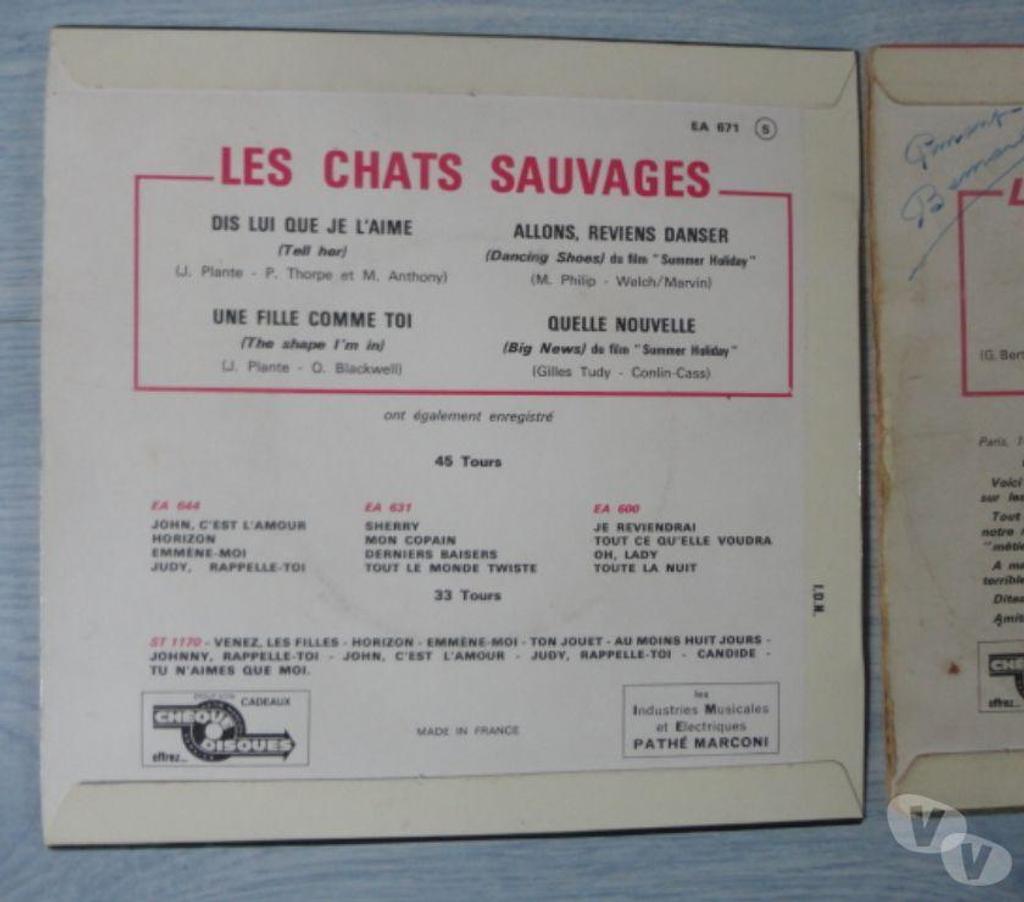 EA 671 S
LES CHATS SAUVAGES
DIS LUI QUE JE L'AIME
(Tell her)
(J. Plante - P. Thorpe et M. Anthony)
ALLONS, REVIENS DANSER
(Dancing Shoes) du film "Summer Holiday"
(M. Philip - Welch/Marvin)
UNE FILLE COMME TOI
(The shape I'm in)
(J. Plante - O. Blackwell)
QUELLE NOUVELLE
(Big News) du film "Summer Holiday"
(Gilles Tudy - Conlin-Cass)
ont également enregistré
45 Tours
EA 644
JOHN, C'EST L'AMOUR
HORIZON
EMMÈNE-MOI
JUDY, RAPPELLE-TOI
EA 631
SHERRY
MON COPAIN
DERNIERS BAISERS
TOUT LE MONDE TWISTE
EA 600
JE REVIENDRAI
TOUT CE QU'ELLE VOUDRA
OH, LADY
TOUTE LA NUIT
33 Tours
ST 1170 - VENEZ, LES FILLES - HORIZON - EMMÈNE-MOI - TON JOUET - AU MOINS HUIT JOURS -
JOHNNY, RAPPELLE-TOI - JOHN, C'EST L'AMOUR - JUDY, RAPPELLE-TOI - CANDIDE -
TU N'AIMES QUE MOI.
I.D.N.
CADEAUX
CHEQUE
DISQUES
offrez...
MADE IN FRANCE
les
Industries Musicales
et Electriques
PATHÉ MARCONI
L
(G. Bert
Paris, 1
Voici
sur les
Tout
notre
"métie
A ma
terrible
Dites
Amit
CHE
offrez...
VV